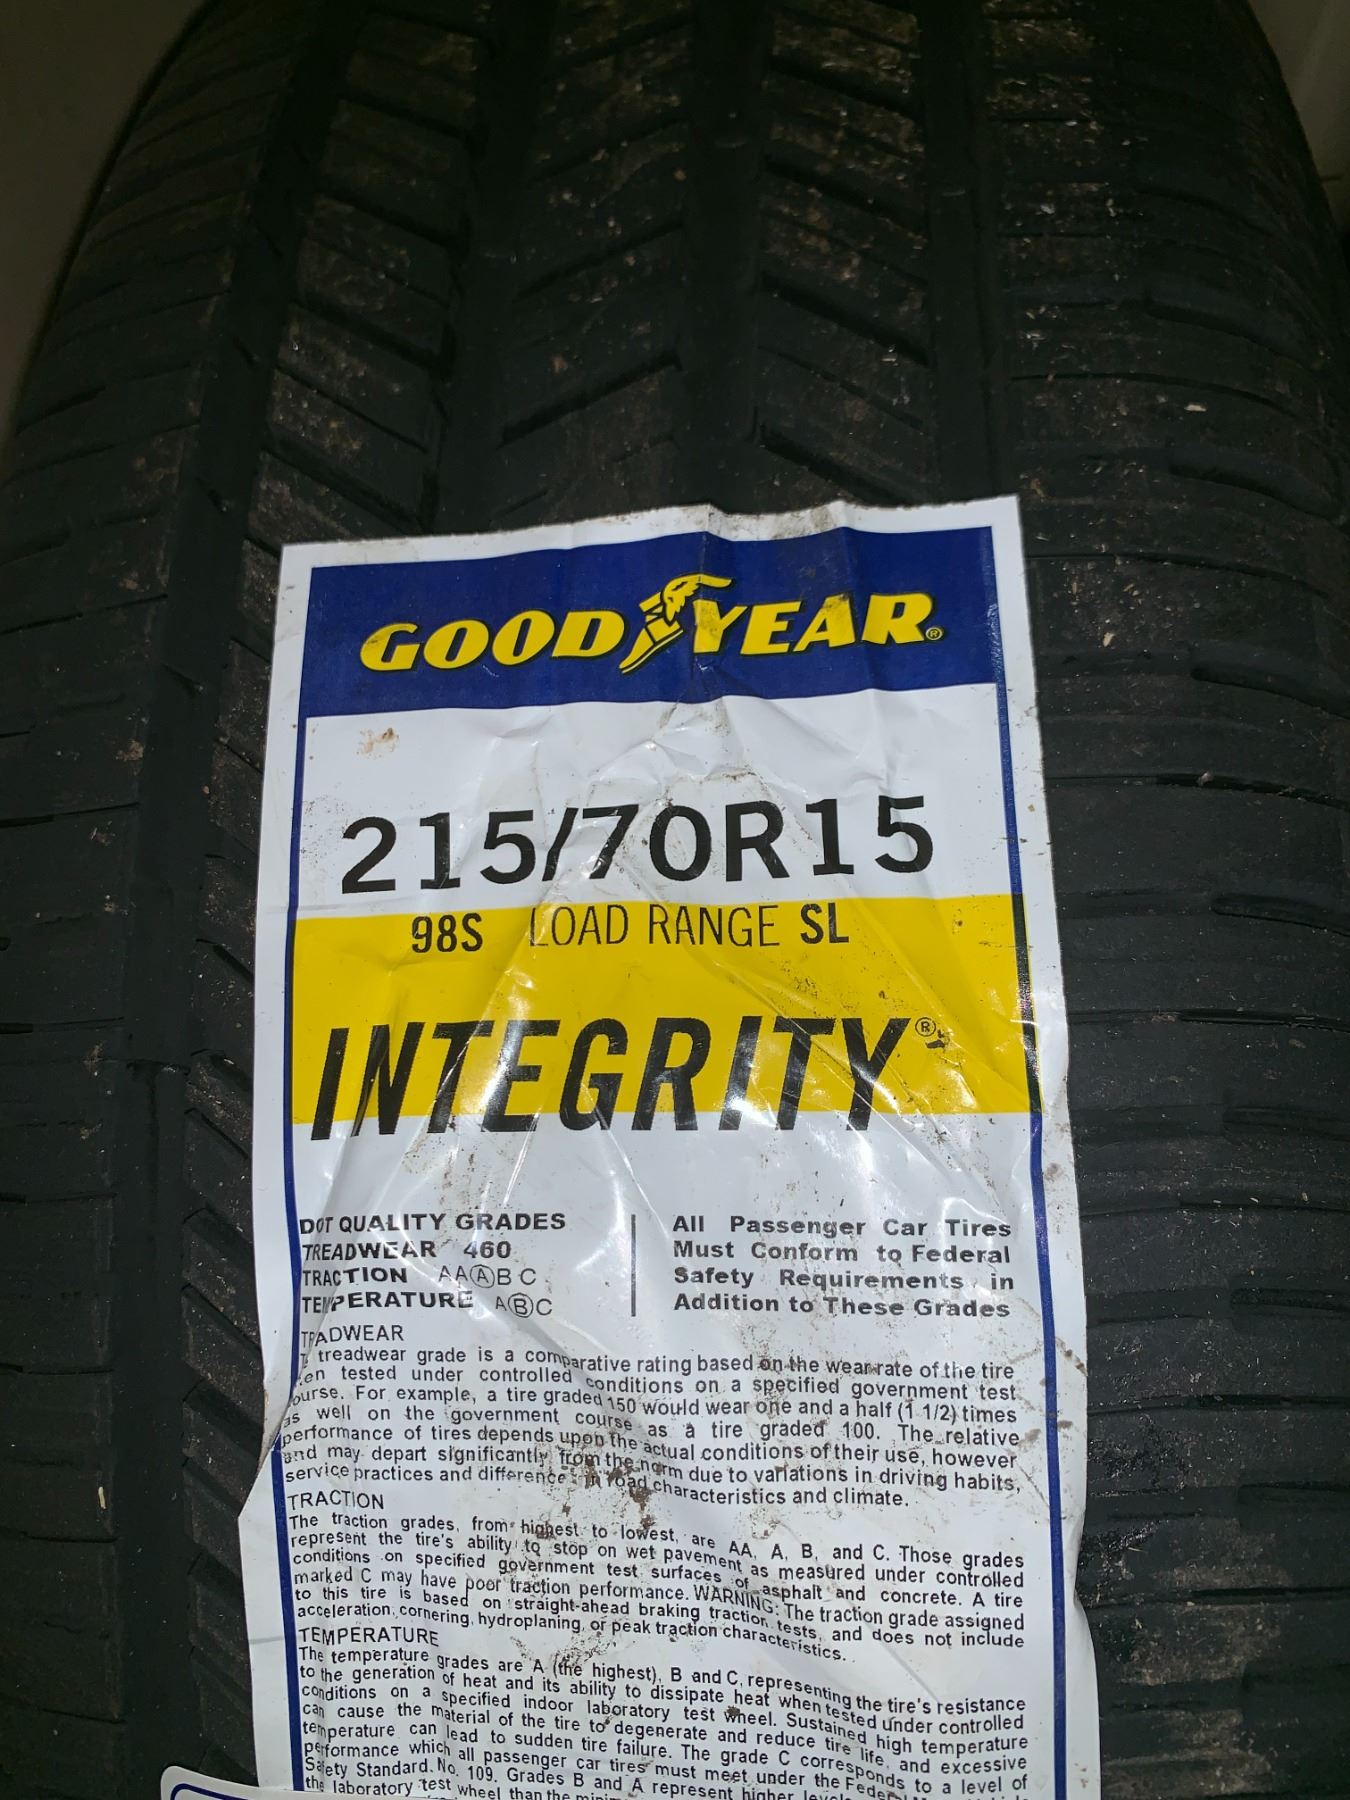 GOODYEAR®
215/70R15
98S LOAD RANGE SL
INTEGRITY®
DOT QUALITY GRADES
TREADWEAR 460
TRACTION AA A B C
TEMPERATURE A B C
All Passenger Car Tires
Must Conform to Federal
Safety Requirements in
Addition to These Grades
TRADWEAR
treadwear grade is a comparative rating based on the wear rate of the tire
en tested under controlled conditions on a specified government test
ourse. For example, a tire graded 150 would wear one and a half (1 1/2) times
as well on the government course as a tire graded 100. The relative
performance of tires depends upon the actual conditions of their use, however
and may depart significantly from the norm due to variations in driving habits,
service practices and difference in road characteristics and climate.
TRACTION
The traction grades, from highest to lowest, are AA, A, B, and C. Those grades
represent the tire's ability to stop on wet pavement as measured under controlled
conditions on specified government test surfaces of asphalt and concrete. A tire
marked C may have poor traction performance. WARNING: The traction grade assigned
to this tire is based on straight-ahead braking traction tests, and does not include
acceleration, cornering, hydroplaning, or peak traction characteristics.
TEMPERATURE
The temperature grades are A (the highest), B and C, representing the tire's resistance
to the generation of heat and its ability to dissipate heat when tested under controlled
conditions on a specified indoor laboratory test wheel. Sustained high temperature
can cause the material of the tire to degenerate and reduce tire life, and excessive
temperature can lead to sudden tire failure. The grade C corresponds to a level of
performance which all passenger car tires must meet under the Federal
Safety Standard. No. 109. Grades B and A represent higher
the laboratory test wheel than the